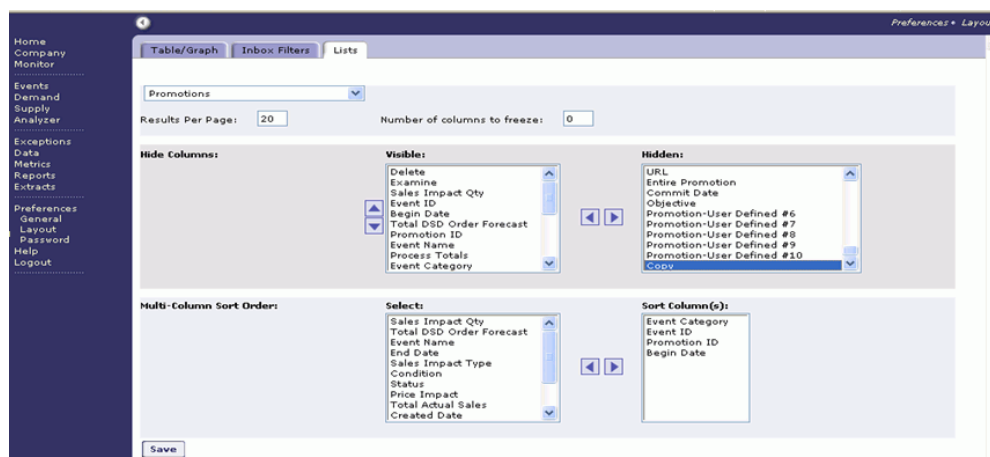 Preferences • Layou
Home
Company
Monitor
Events
Demand
Supply
Analyzer
Exceptions
Data
Metrics
Reports
Extracts
Preferences
General
Layout
Password
Help
Logout
Table/Graph Inbox Filters Lists
Promotions
Results Per Page: 20 Number of columns to freeze: 0
Hide Columns:
Visible:
Delete
Examine
Sales Impact Qty
Event ID
Begin Date
Total DSD Order Forecast
Promotion ID
Event Name
Process Totals
Event Category
Hidden:
URL
Entire Promotion
Commit Date
Objective
Promotion-User Defined #6
Promotion-User Defined #7
Promotion-User Defined #8
Promotion-User Defined #9
Promotion-User Defined #10
Copy
Multi-Column Sort Order:
Select:
Sales Impact Qty
Total DSD Order Forecast
Event Name
End Date
Sales Impact Type
Condition
Status
Price Impact
Total Actual Sales
Created Date
Sort Column(s):
Event Category
Event ID
Promotion ID
Begin Date
Save